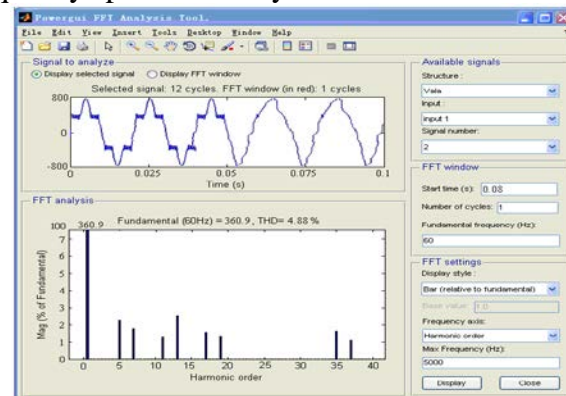 Powergui FFT Analysis Tool.
File Edit View Insert Tools Desktop Window Help
Signal to analyze
Display selected signal Display FFT window
Selected signal: 12 cycles. FFT window (in red): 1 cycles
800
0
-800
0 0.025 0.05 0.075 0.1
Time (s)
FFT analysis
Fundamental (60Hz) = 360.9, THD= 4.88%
100 360.9
7
6
5
4
3
2
1
0
Mag (% of Fundamental)
0 5 10 15 20 25 30 35 40
Harmonic order
Available signals
Structure :
Vala
Input :
input 1
Signal number:
2
FFT window
Start time (s): 0.08
Number of cycles: 1
Fundamental frequency (Hz):
60
FFT settings
Display style :
Bar (relative to fundamental)
Base value: 1.0
Frequency axis:
Harmonic order
Max Frequency (Hz):
5000
Display Close